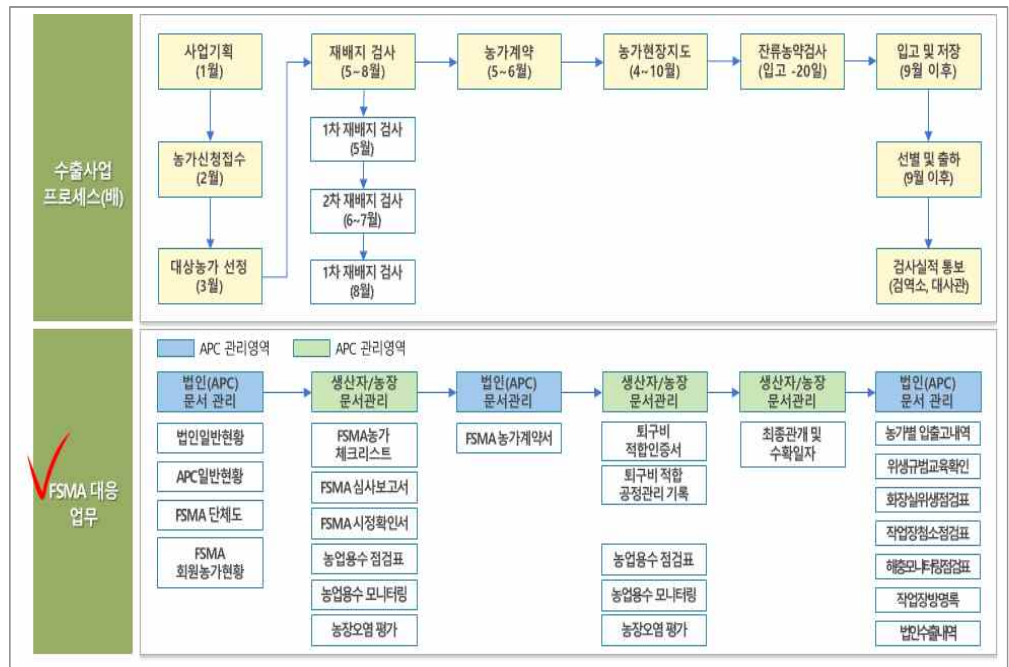 수출사업
프로세스(배)
사업기획
(1월)
농가신청접수
(2월)
대상농가 선정
(3월)
재배지 검사
(5~8월)
1차 재배지 검사
(5월)
2차 재배지 검사
(6~7월)
1차 재배지 검사
(8월)
농가계약
(5~6월)
농가현장지도
(4~10월)
잔류농약검사
(입고 -20일)
입고 및 저장
(9월 이후)
선별 및 출하
(9월 이후)
검사실적 통보
(검역소, 대사관)
FSMA 대응
업무
APC 관리영역
APC 관리영역
법인(APC)
문서 관리
법인일반현황
APC일반현황
FSMA 단체도
FSMA
회원농가현황
생산자/농장
문서관리
FSMA농가
체크리스트
FSMA 심사보고서
FSMA 시정확인서
농업용수 점검표
농업용수 모니터링
농장오염 평가
법인(APC)
문서 관리
FSMA 농가계약서
생산자/농장
문서관리
퇴구비
적합인증서
퇴구비 적합
공정관리 기록
농업용수 점검표
농업용수 모니터링
농장오염 평가
생산자/농장
문서관리
최종관개 및
수확일자
법인(APC)
문서 관리
농가별 입출고내역
위생규범교육확인
화장실위생점검표
작업장청소점검표
해충모니터링점검표
작업장방명록
법인수출내역